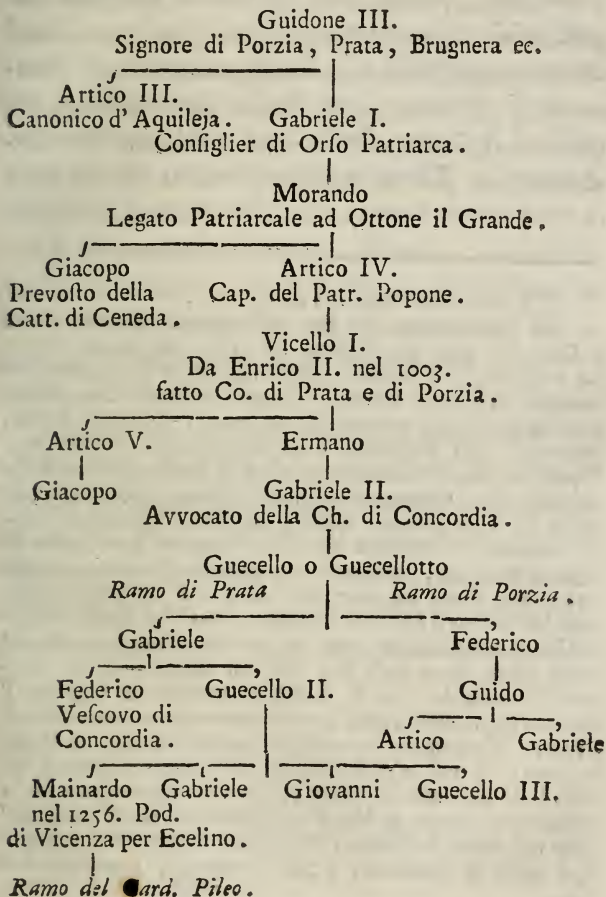 Guidone III.
Signore di Porzia, Prata, Brugnera ec.
Artico III.
Canonico d'Aquileja. Gabriele I.
Conſiglier di Orſo Patriarca.
Morando
Legato Patriarcale ad Ottone il Grande.
Giacopo Artico IV.
Prevoſto della Cap. del Patr. Popone.
Catt. di Ceneda.
Vicello I.
Da Enrico II. nel 1003.
fatto Co. di Prata e di Porzia.
Artico V. Ermano
Giacopo Gabriele II.
Avvocato della Ch. di Concordia.
Guecello o Guecellotto
Ramo di Prata Ramo di Porzia.
Gabriele Federico
Federico Guecello II. Guido
Veſcovo di
Concordia. Artico Gabriele
Mainardo Gabriele Giovanni Guecello III.
nel 1256. Pod.
di Vicenza per Ecelino.
Ramo del Card. Pileo.